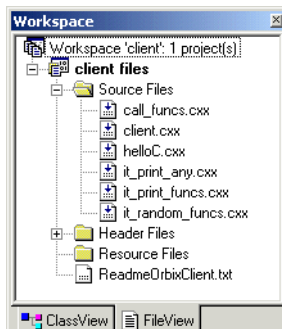 Workspace
Workspace 'client': 1 project(s)
client files
Source Files
call_funcs.cxx
client.cxx
helloC.cxx
it_print_any.cxx
it_print_funcs.cxx
it_random_funcs.cxx
Header Files
Resource Files
ReadmeOrbixClient.txt
ClassView FileView